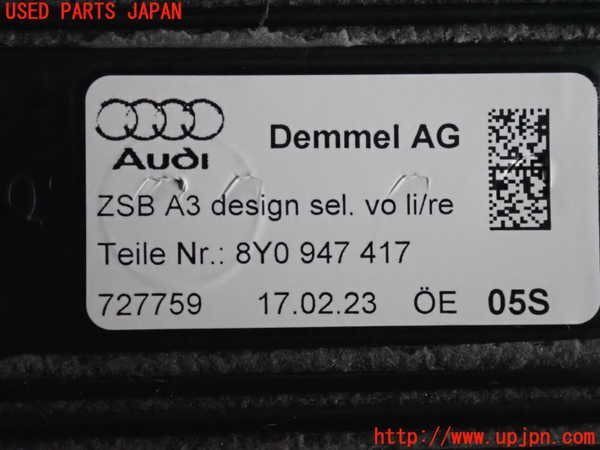 USED PARTS JAPAN
Audi
Demmel AG
ZSB A3 design sel. vo li/re
Teile Nr.: 8Y0 947 417
727759 17.02.23 ÖE 05S
http://www.upjpn.com/